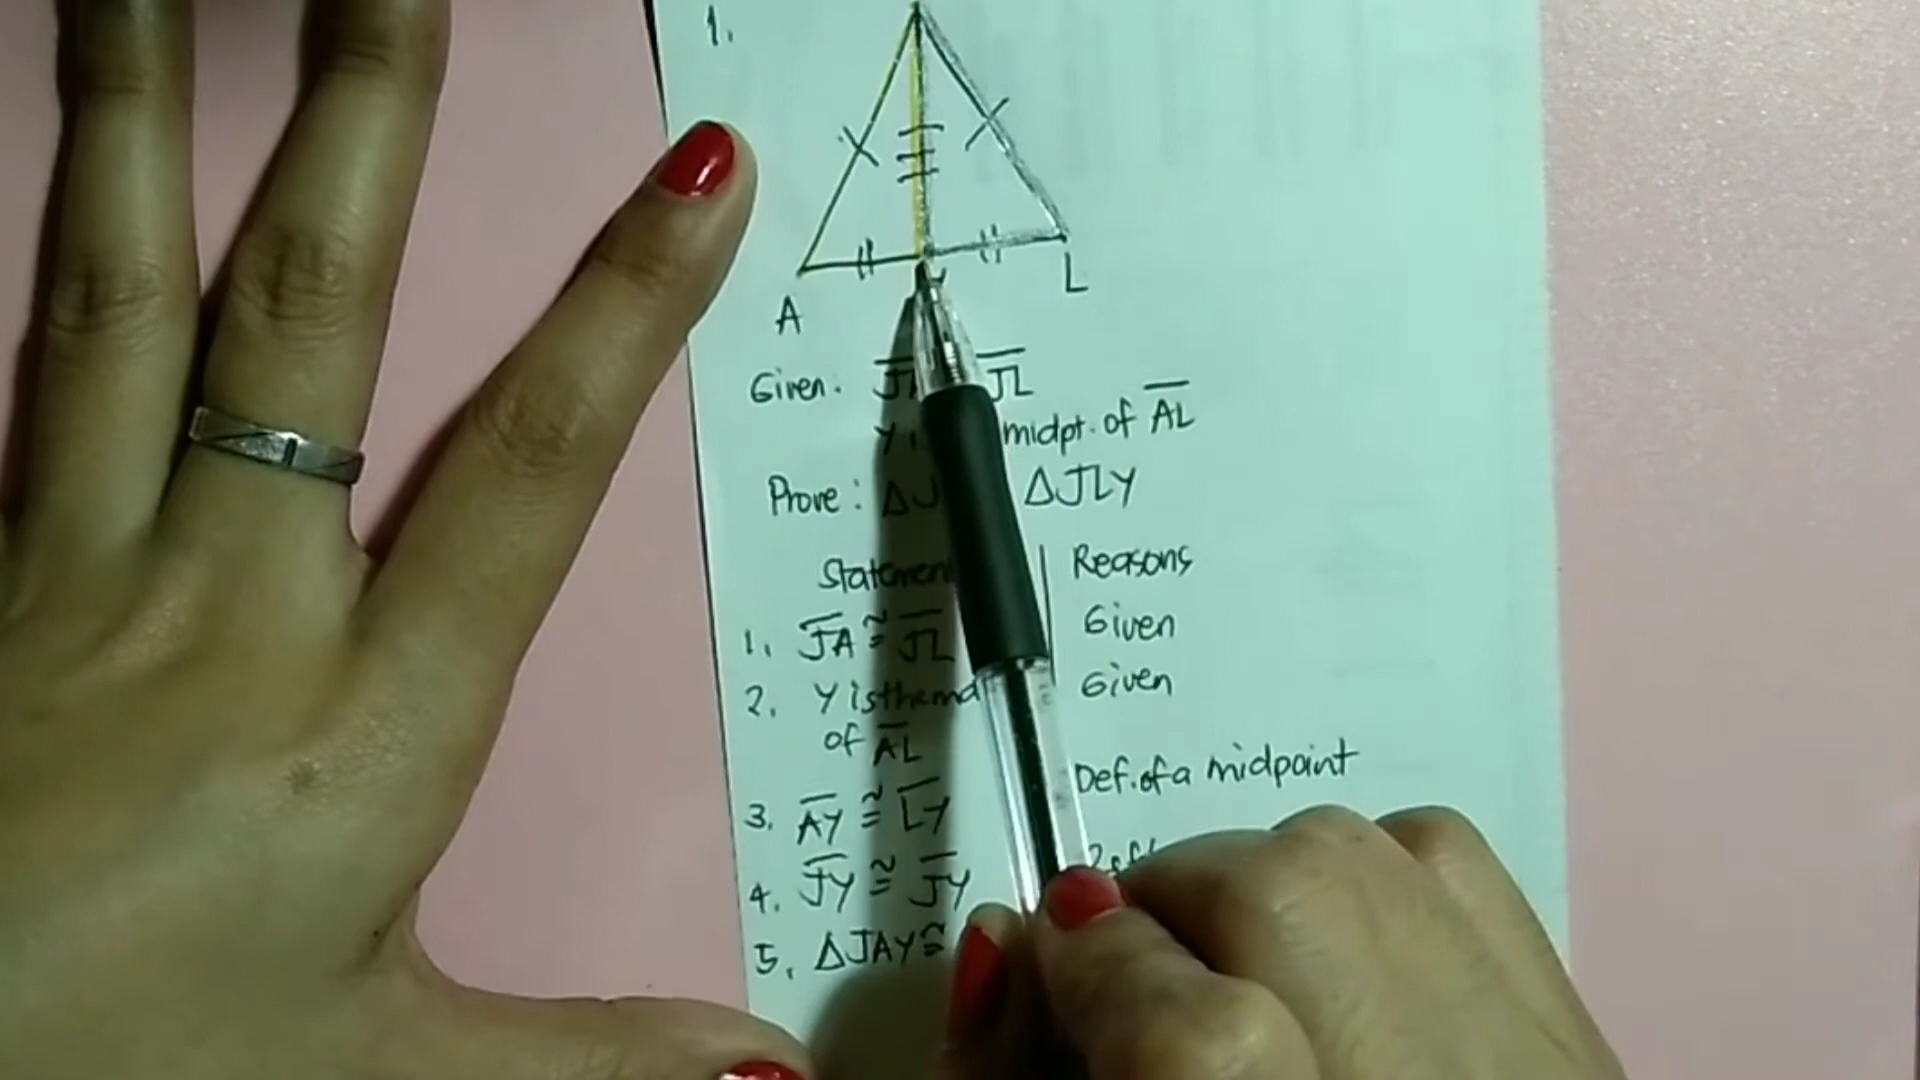 1.
A L
Given: JL
midpt. of AL
Prove: ΔJLY
Reasons
1. JA ≅ JL Given
2. Y is the Given
of AL
Def. of a midpoint
3. AY ≅ LY
4. JY ≅ JY
5. ΔJAY ≅